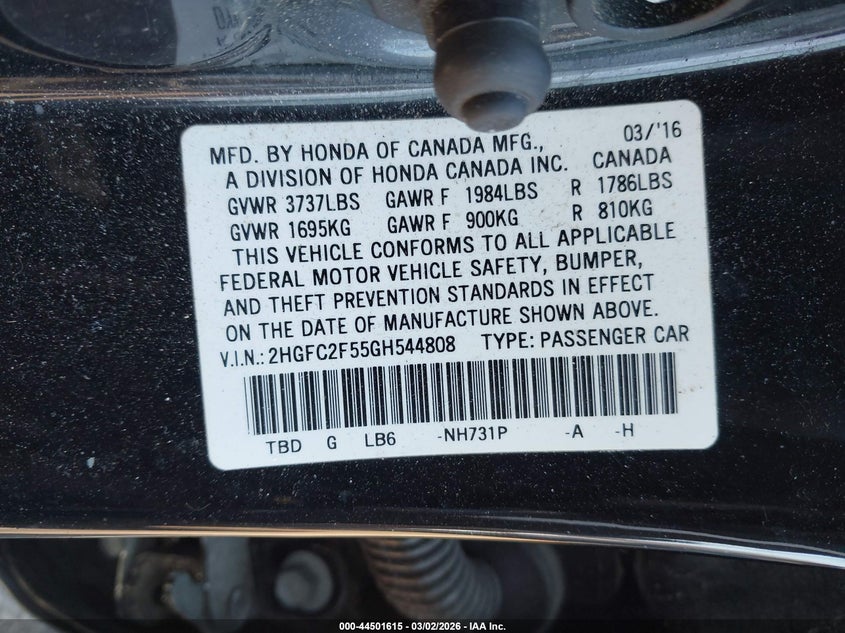 MFD. BY HONDA OF CANADA MFG., 03/'16
A DIVISION OF HONDA CANADA INC. CANADA
GVWR 3737LBS GAWR F 1984LBS R 1786LBS
GVWR 1695KG GAWR F 900KG R 810KG
THIS VEHICLE CONFORMS TO ALL APPLICABLE
FEDERAL MOTOR VEHICLE SAFETY, BUMPER,
AND THEFT PREVENTION STANDARDS IN EFFECT
ON THE DATE OF MANUFACTURE SHOWN ABOVE.
V.I.N.: 2HGFC2F55GH544808 TYPE: PASSENGER CAR
TBD G LB6 -NH731P -A -H
000-44501615 - 03/02/2026 - IAA Inc.